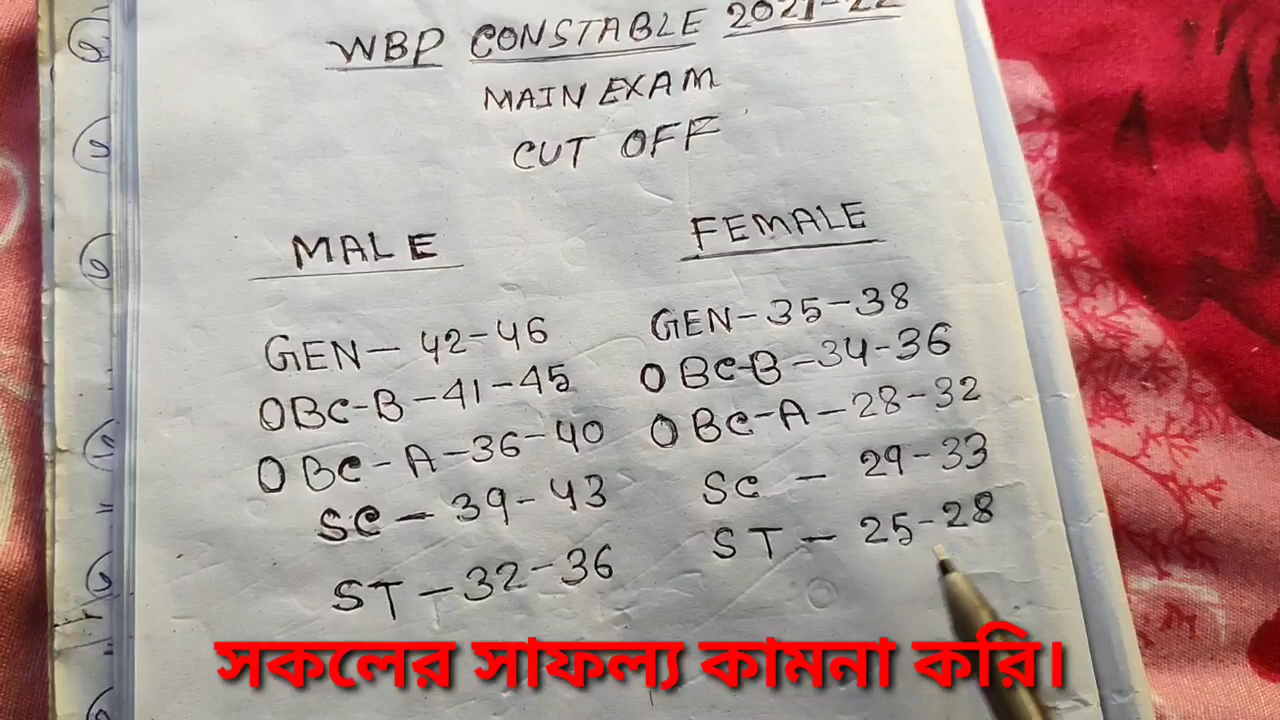 WBP CONSTABLE 2021-22
MAIN EXAM
CUT OFF
MALE
GEN- 42-46
OBC-B-41-45
OBC-A-36-40
SC-39-43
ST-32-36
FEMALE
GEN-35-38
OBC-B-34-36
OBC-A-28-32
SC - 29-33
ST-25-28
সকলের সাফল্য কামনা করি।